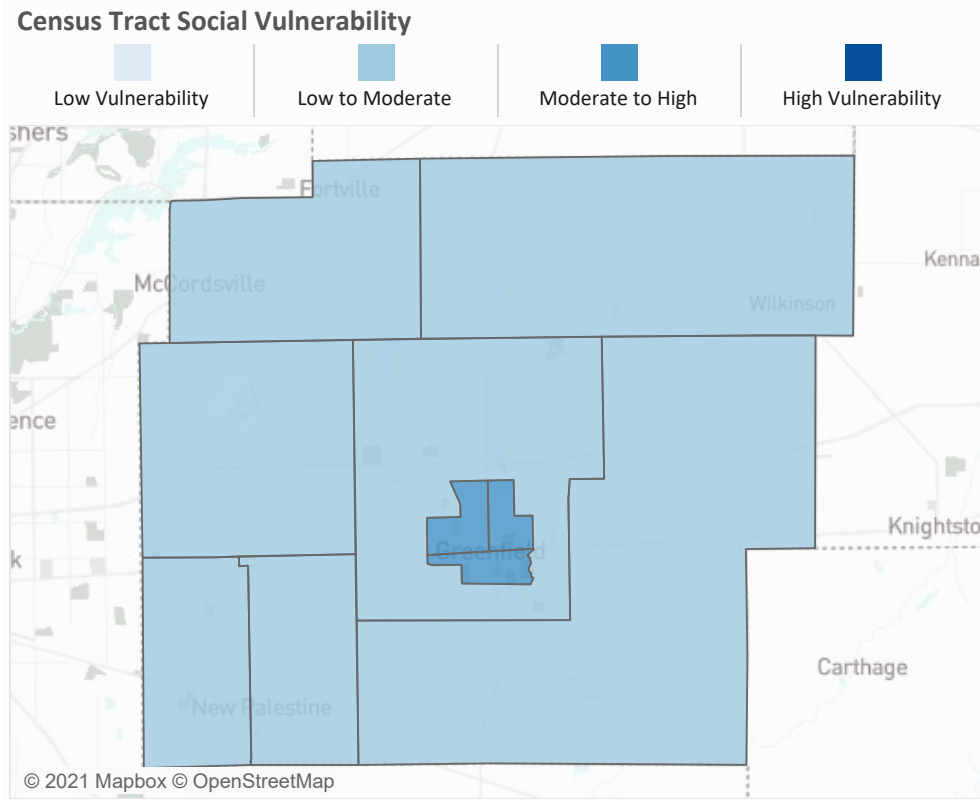 Census Tract Social Vulnerability
Low Vulnerability
Low to Moderate
Moderate to High
High Vulnerability
shers
Fortville
Kenna
McCordsville
Wilkinson
ence
Knightsto
Greenfield
k
Carthage
New Palestine
© 2021 Mapbox © OpenStreetMap